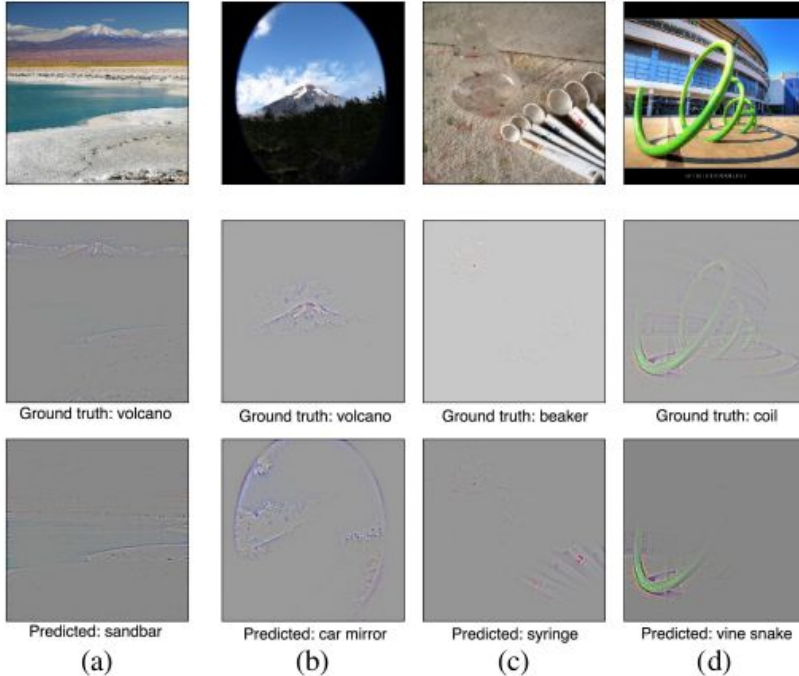 Ground truth: volcano
Ground truth: volcano
Ground truth: beaker
Ground truth: coil
Predicted: sandbar
Predicted: car mirror
Predicted: syringe
Predicted: vine snake
(a)
(b)
(c)
(d)